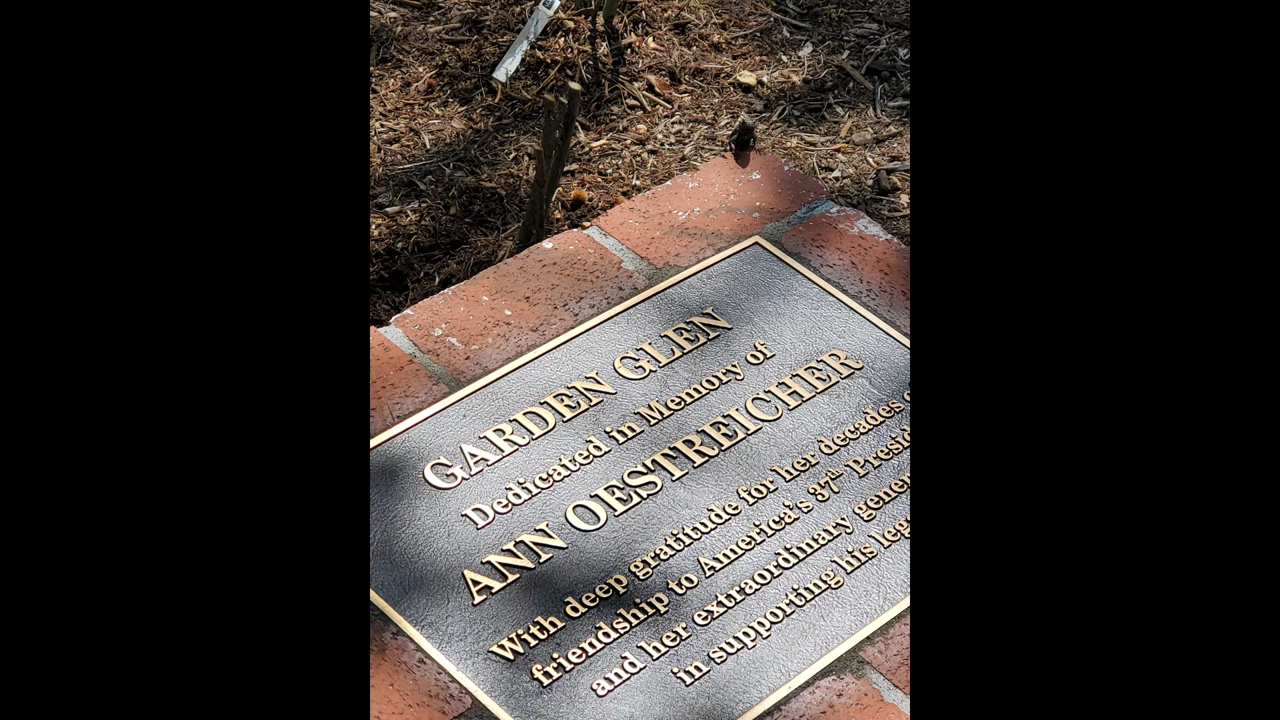 GARDEN GLEN
Dedicated in Memory of
ANN OESTREICHER
With deep gratitude for her decades
friendship to America's 37th Presid
and her extraordinary gener
in supporting his leg